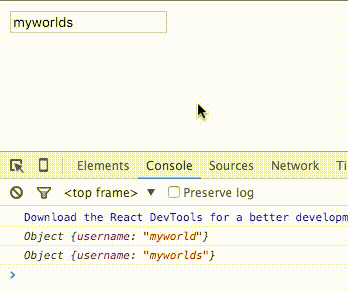 myworlds
Elements Console Sources Network Ti
<top frame> ▼ Preserve log
Download the React DevTools for a better developm
Object {username: "myworld"}
Object {username: "myworlds"}
>